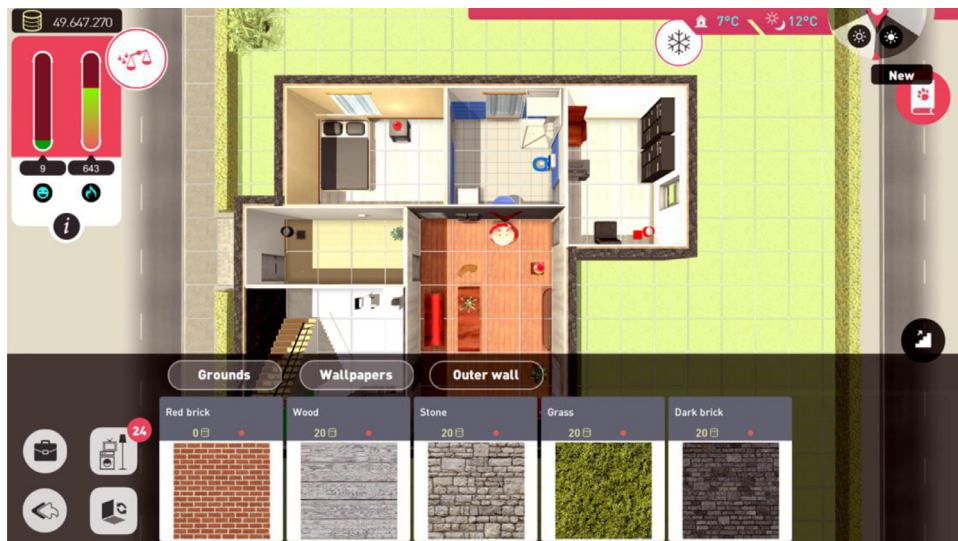 49.647.270
7°C
12°C
New
9
643
i
Grounds
Wallpapers
Outer wall
24
Red brick
0
Wood
20
Stone
20
Grass
20
Dark brick
20